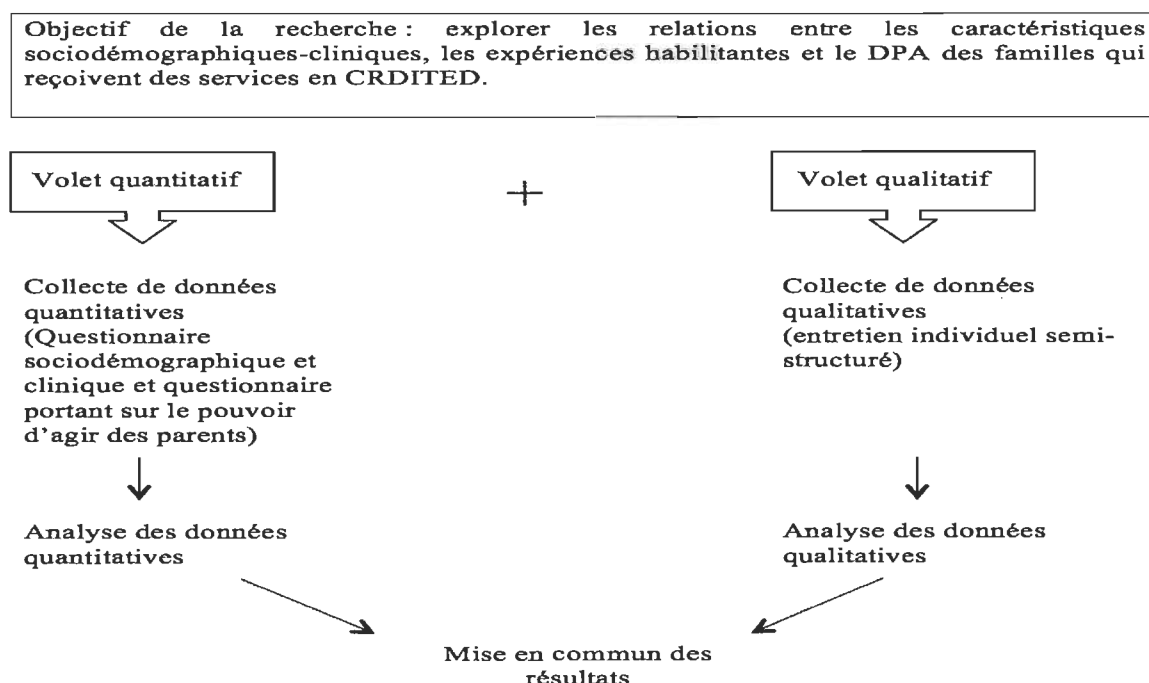 Objectif de la recherche : explorer les relations entre les caractéristiques
sociodémographiques-cliniques, les expériences habilitantes et le DPA des familles qui
reçoivent des services en CRDITED.
Volet quantitatif
+
Volet qualitatif
Collecte de données
quantitatives
(Questionnaire
sociodémographique et
clinique et questionnaire
portant sur le pouvoir
d'agir des parents)
Collecte de données
qualitatives
(entretien individuel semi-
structuré)
Analyse des données
quantitatives
Analyse des données
qualitatives
Mise en commun des
résultats